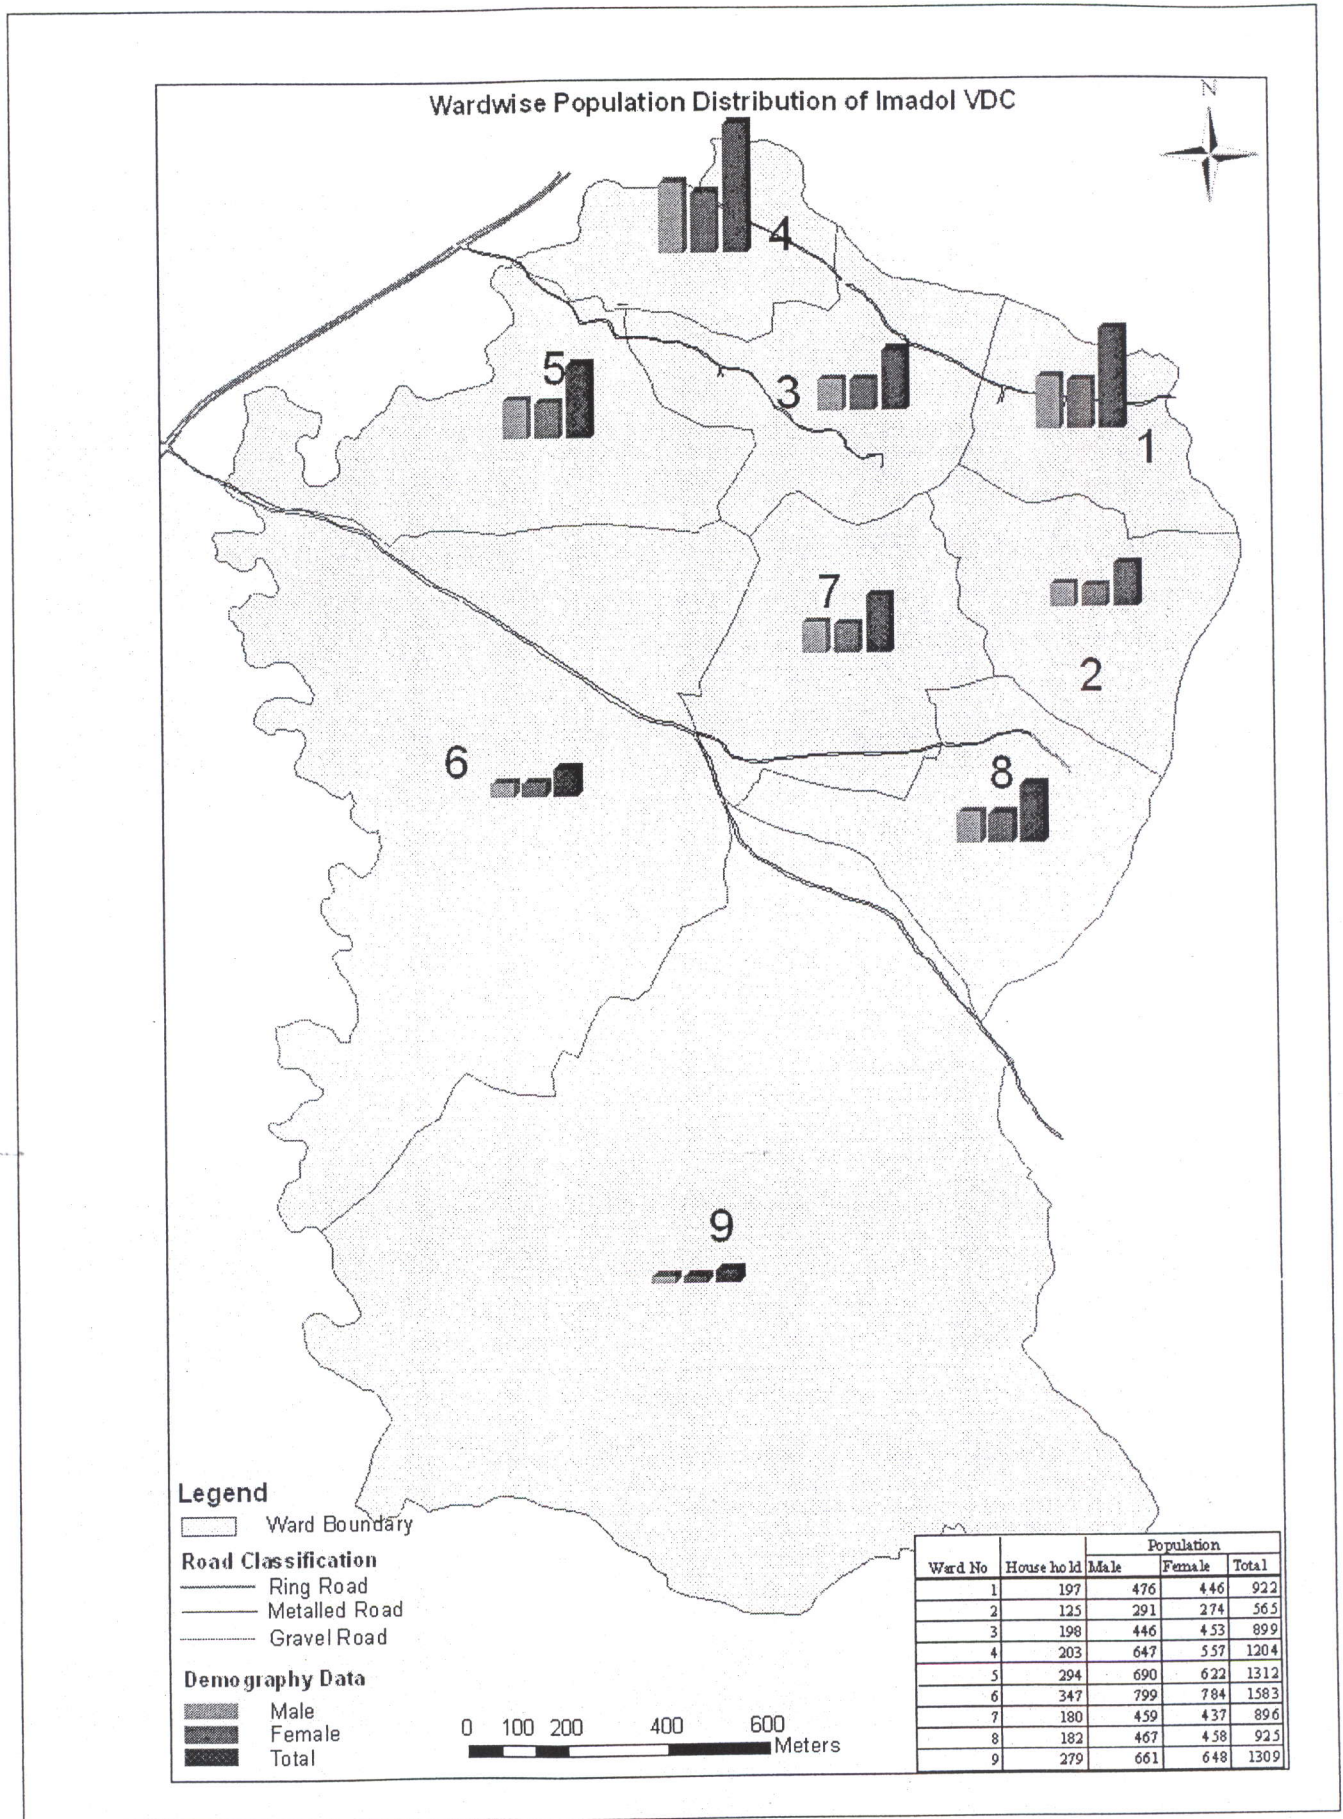 Wardwise Population Distribution of Imadol VDC
N
4
5
3
1
7
2
6
8
9
Legend
Ward Boundary
Road Classification
Ring Road
Metalled Road
Gravel Road
Demography Data
Male
Female
Total
0 100 200 400 600
Meters
Population
Ward No House hold Male Female Total
1 197 476 446 922
2 125 291 274 565
3 198 446 453 899
4 203 647 557 1204
5 294 690 622 1312
6 347 799 784 1583
7 180 459 437 896
8 182 467 458 925
9 279 661 648 1309